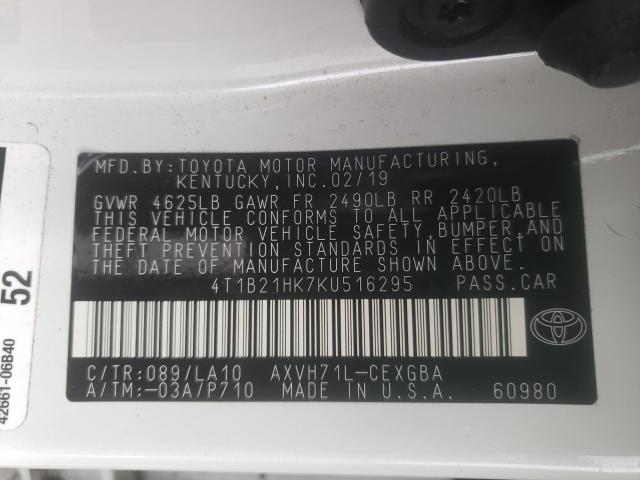 MFD.BY:TOYOTA MOTOR MANUFACTURING,
KENTUCKY,INC.02/19
GVWR 4625LB GAWR FR 2490LB RR 2420LB
THIS VEHICLE CONFORMS TO ALL APPLICABLE
FEDERAL MOTOR VEHICLE SAFETY,BUMPER,AND
THEFT PREVENTION STANDARDS IN EFFECT ON
THE DATE OF MANUFACTURE SHOWN ABOVE.
4T1B21HK7KU516295 PASS.CAR
C/TR:089/LA10 AXVH71L-CEXGBA
A/TM:-03A/P710 MADE IN U.S.A. 60980
52
42661-06B40